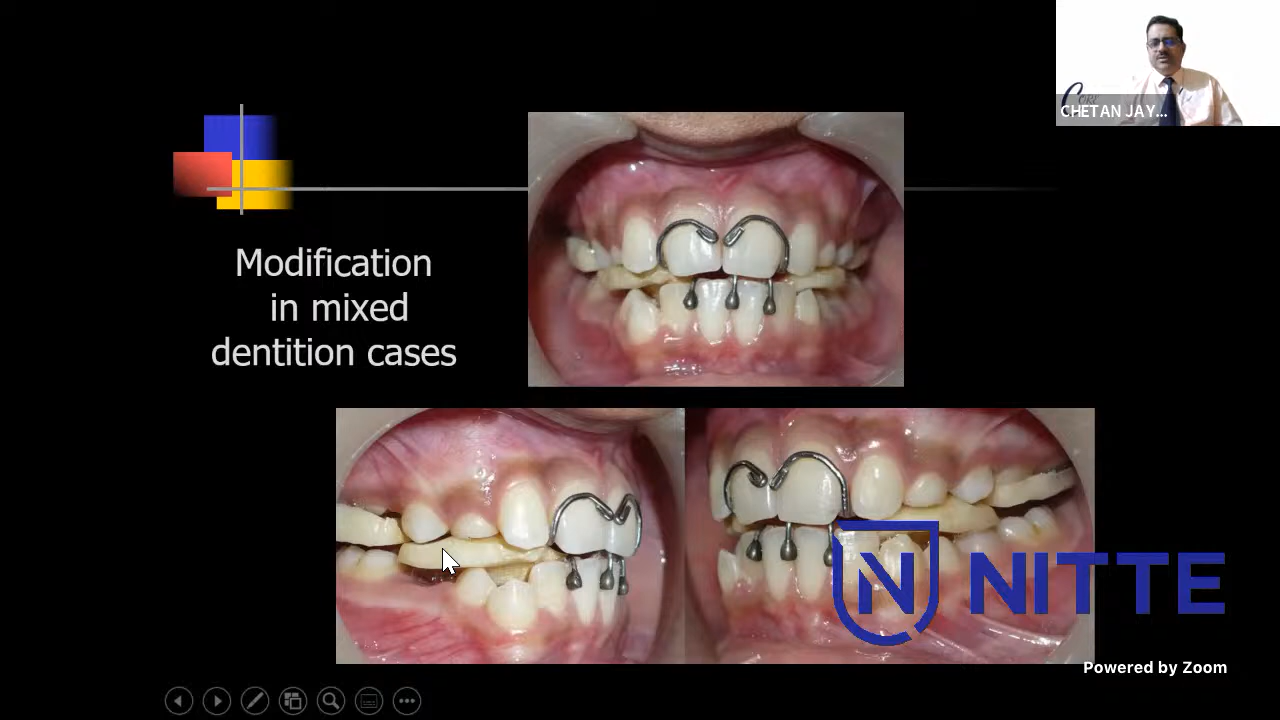 CHETAN JAY...
Modification
in mixed
dentition cases
N NITTE
Powered by Zoom